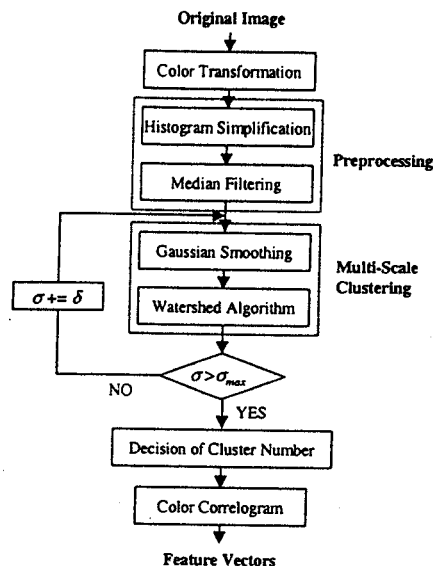 Original Image
Color Transformation
Histogram Simplification
Median Filtering
Preprocessing
Gaussian Smoothing
Watershed Algorithm
Multi-Scale
Clustering
σ += δ
σ>σmax
NO
YES
Decision of Cluster Number
Color Correlogram
Feature Vectors